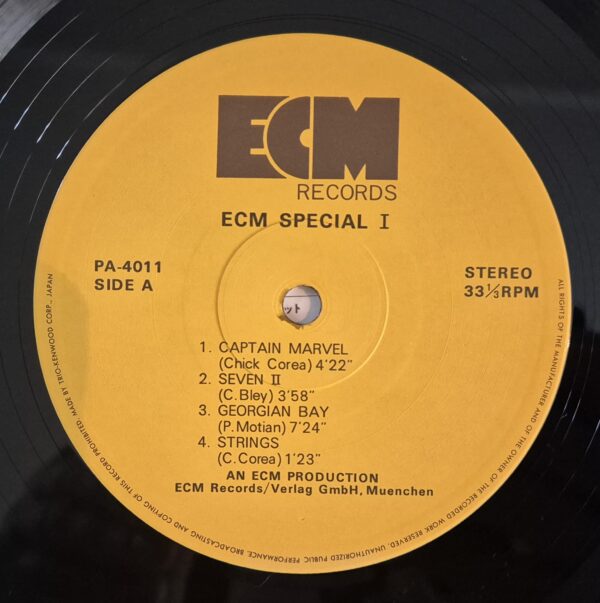 ECM
RECORDS
ECM SPECIAL I
PA-4011
SIDE A
STEREO
33⅓RPM
ット
1. CAPTAIN MARVEL
(Chick Corea) 4'22"
2. SEVEN II
(C. Bley) 3'58"
3. GEORGIAN BAY
(P. Motian) 7'24"
4. STRINGS
(C. Corea) 1'23"
AN ECM PRODUCTION
ECM Records/Verlag GmbH, Muenchen
ALL RIGHTS OF THE MANUFACTURER AND OF THE OWNER OF THE RECORDED WORK RESERVED. UNAUTHORIZED PUBLIC PERFORMANCE, BROADCASTING AND COPYING OF THIS RECORD PROHIBITED. MADE BY TRIO-KENWOOD CORP., JAPAN